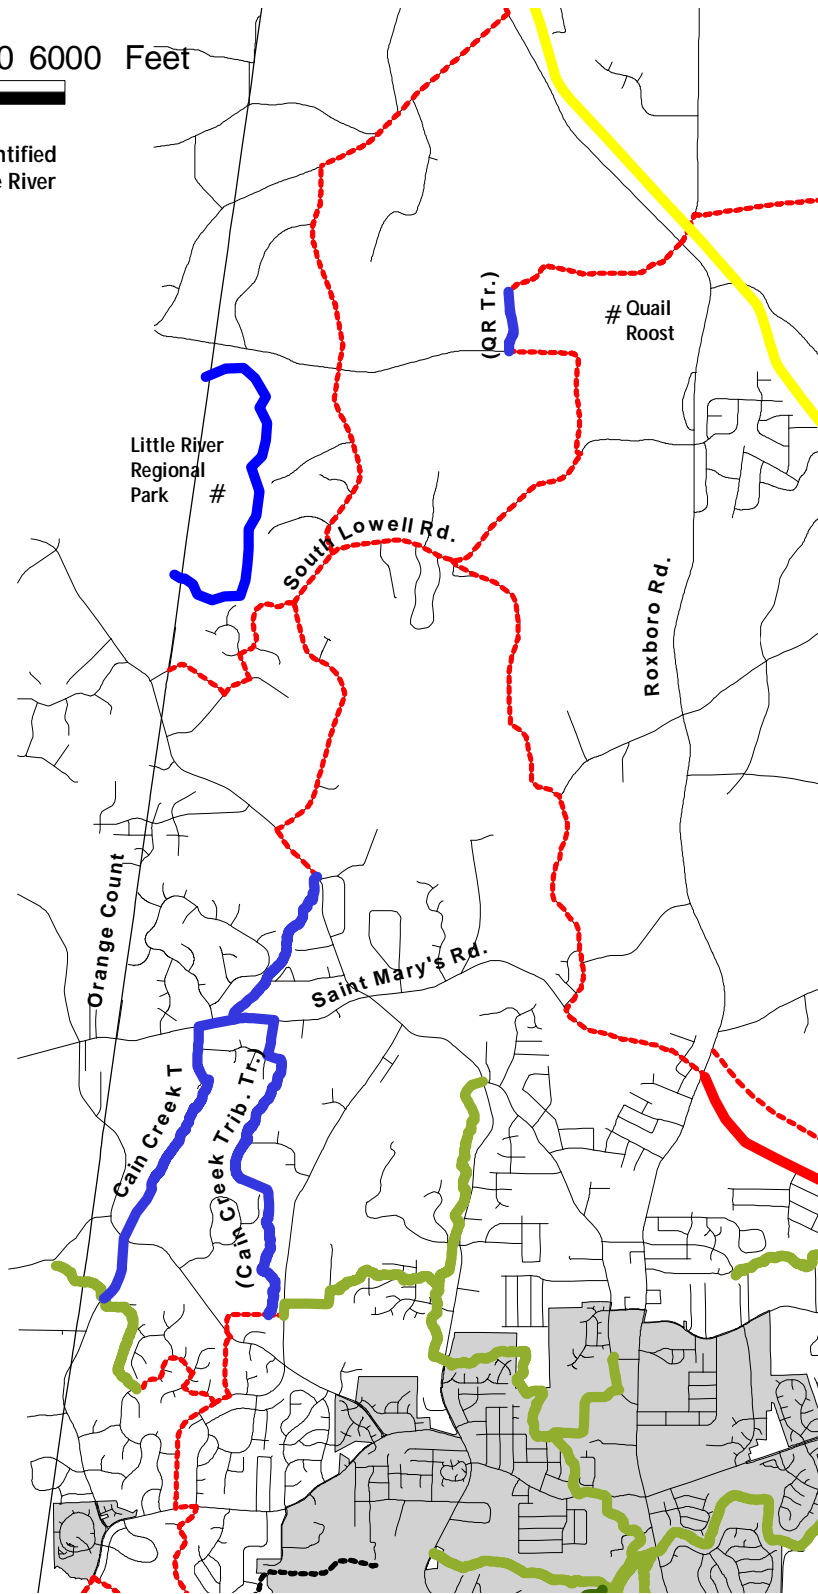 0 6000 Feet
ntified
e River
(QR Tr.)
# Quail
Roost
Little River
Regional
Park #
South Lowell Rd.
Roxboro Rd.
Orange Count
Saint Mary's Rd.
Cain Creek T
(Cain Creek Trib. Tr.)